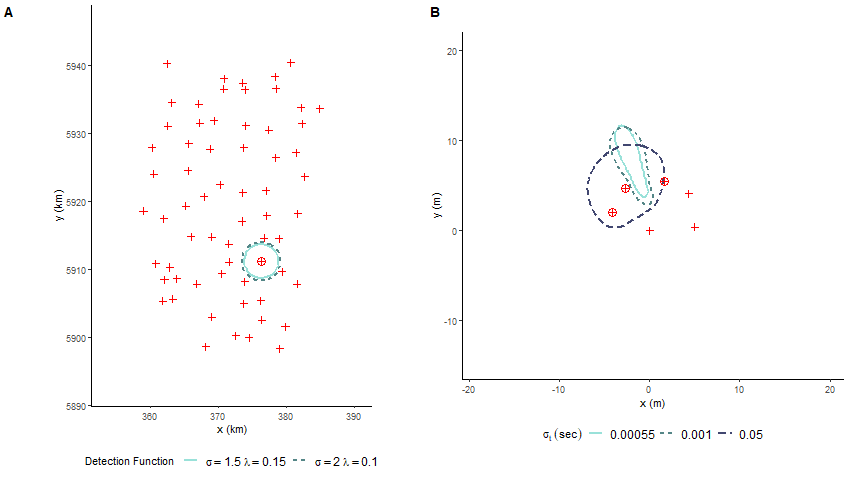 A
5940
5930
5920
5910
5900
5890
y (km)
360
370
380
390
x (km)
Detection Function σ = 1.5 λ = 0.15 σ = 2 λ = 0.1
B
20
10
0
-10
y (m)
-20
-10
0
10
20
x (m)
σt (sec) 0.00055 0.001 0.05